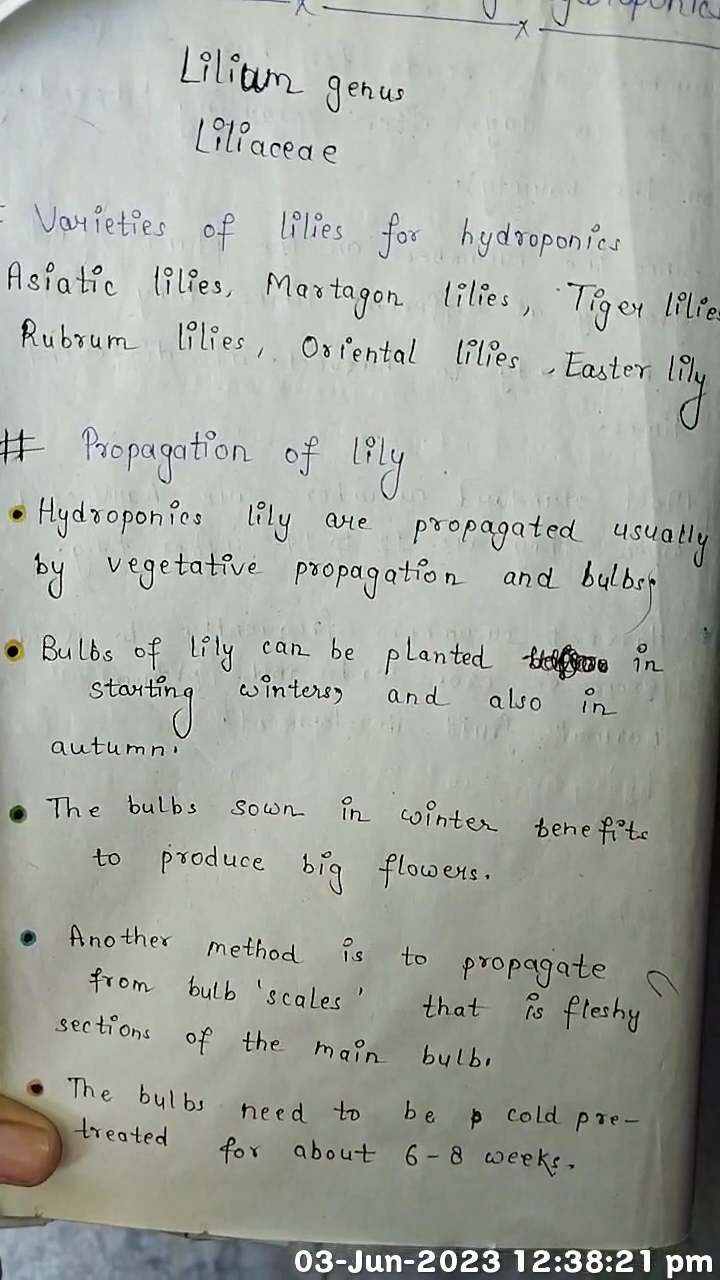 Lilium genus
Liliaceae
Varieties of lilies for hydroponics
Asiatic lilies, Martagon lilies, Tiger lilies
Rubrum lilies, Oriental lilies, Easter lily
# Propagation of lily
• Hydroponics lily are propagated usually
by vegetative propagation and bulbs,
• Bulbs of lily can be planted in
starting winters, and also in
autumn.
• The bulbs sown in winter benefits
to produce big flowers.
• Another method is to propagate
from bulb 'scales' that is fleshy
sections of the main bulb.
• The bulbs need to be cold pre-
treated for about 6-8 weeks.
03-Jun-2023 12:38:21 pm